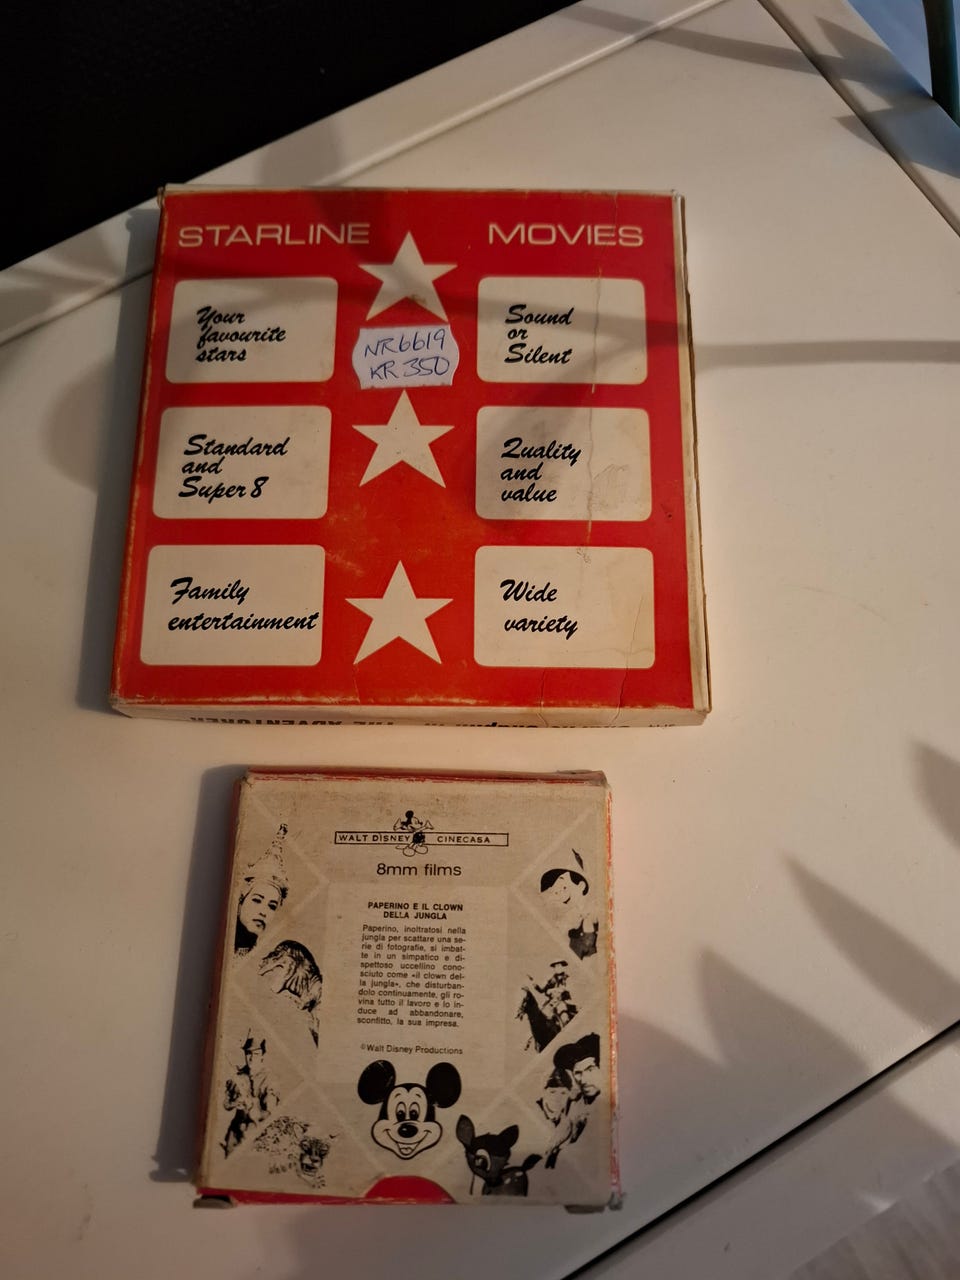 STARLINE MOVIES
Your
favourite
stars
Sound
or
Silent
NR6619
KR 350
Standard
and
Super 8
Quality
and
value
Family
entertainment
Wide
variety
THE ADVENTURER
WALT DISNEY CINECASA
8mm films
PAPERINO E IL CLOWN
DELLA JUNGLA
Paperino, inoltratosi nella
jungla per scattare una se-
rie di fotografie, si imbat-
te in un simpatico e di-
spettoso uccellino cono-
sciuto come «il clown del-
la jungla», che disturban-
dolo continuamente, gli ro-
vina tutto il lavoro e lo in-
duce ad abbandonare,
sconfitto, la sua impresa.
©Walt Disney Productions